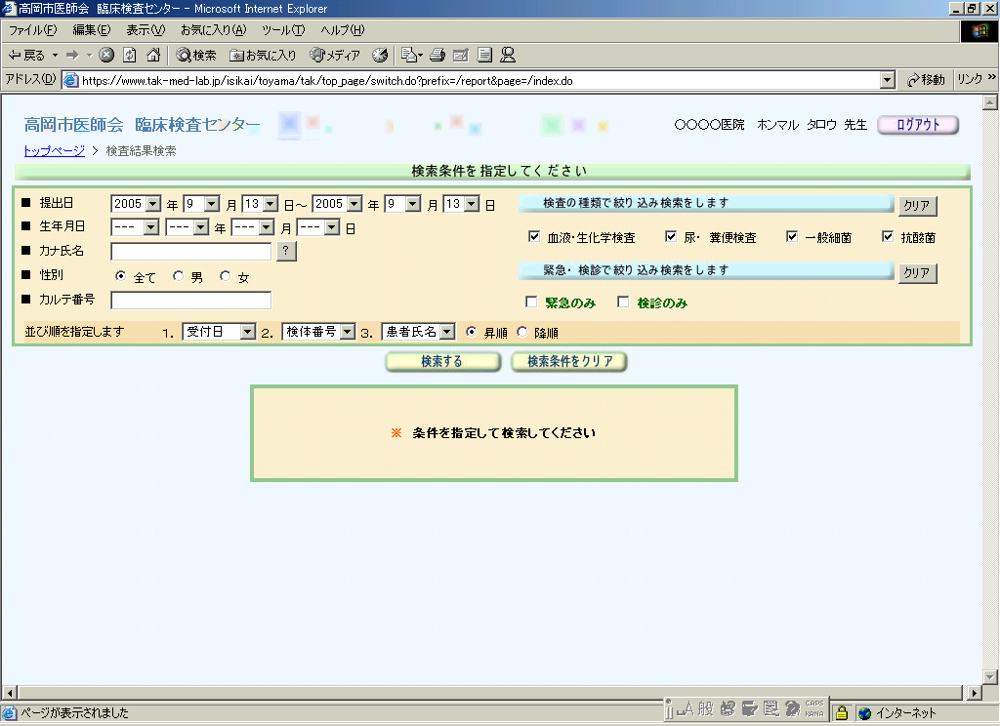 高岡市医師会 臨床検査センター - Microsoft Internet Explorer
ファイル(F) 編集(E) 表示(V) お気に入り(A) ツール(T) ヘルプ(H)
戻る 検索 お気に入り メディア
アドレス(D) https://www.tak-med-lab.jp/isikai/toyama/tak/top_page/switch.do?prefix=/report&page=/index.do 移動 リンク »
高岡市医師会 臨床検査センター 〇〇〇〇医院 ホンマル タロウ 先生 ログアウト
トップページ > 検査結果検索
検索条件を指定してください
■ 提出日 2005 年 9 月 13 日～ 2005 年 9 月 13 日 検査の種類で絞り込み検索をします クリア
■ 生年月日 --- --- 年 --- 月 --- 日 血液・生化学検査 尿・糞便検査 一般細菌 抗酸菌
■ カナ氏名 ?
■ 性別 全て 男 女 緊急・検診で絞り込み検索をします クリア
■ カルテ番号 緊急のみ 検診のみ
並び順を指定します 1. 受付日 2. 検体番号 3. 患者氏名 昇順 降順
検索する 検索条件をクリア
※ 条件を指定して検索してください
ページが表示されました A 般 CAPS KANA インターネット